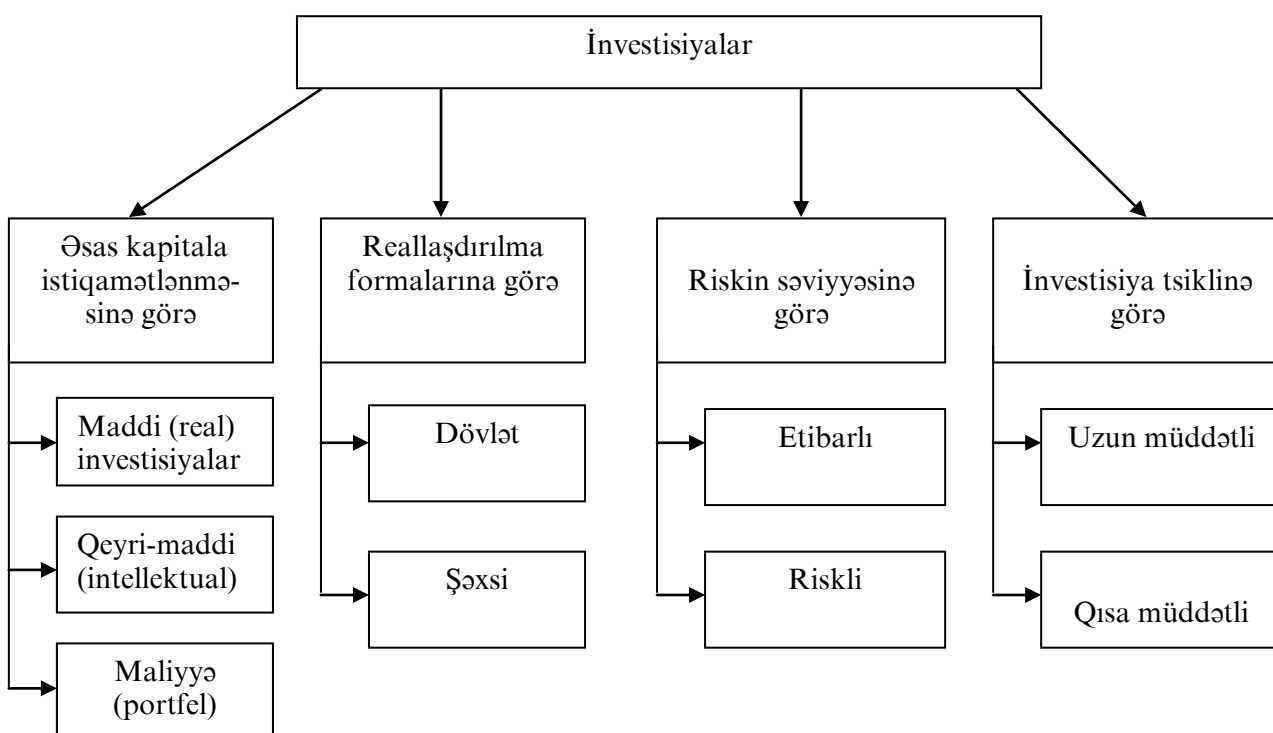 İnvestisiyalar
Əsas kapitala
istiqamətlənmə-
sinə görə
Maddi (real)
investisiyalar
Qeyri-maddi
(intellektual)
Maliyyə
(portfel)
Reallaşdırılma
formalarına görə
Dövlət
Şəxsi
Riskin səviyyəsinə
görə
Etibarlı
Riskli
İnvestisiya tsiklinə
görə
Uzun müddətli
Qısa müddətli